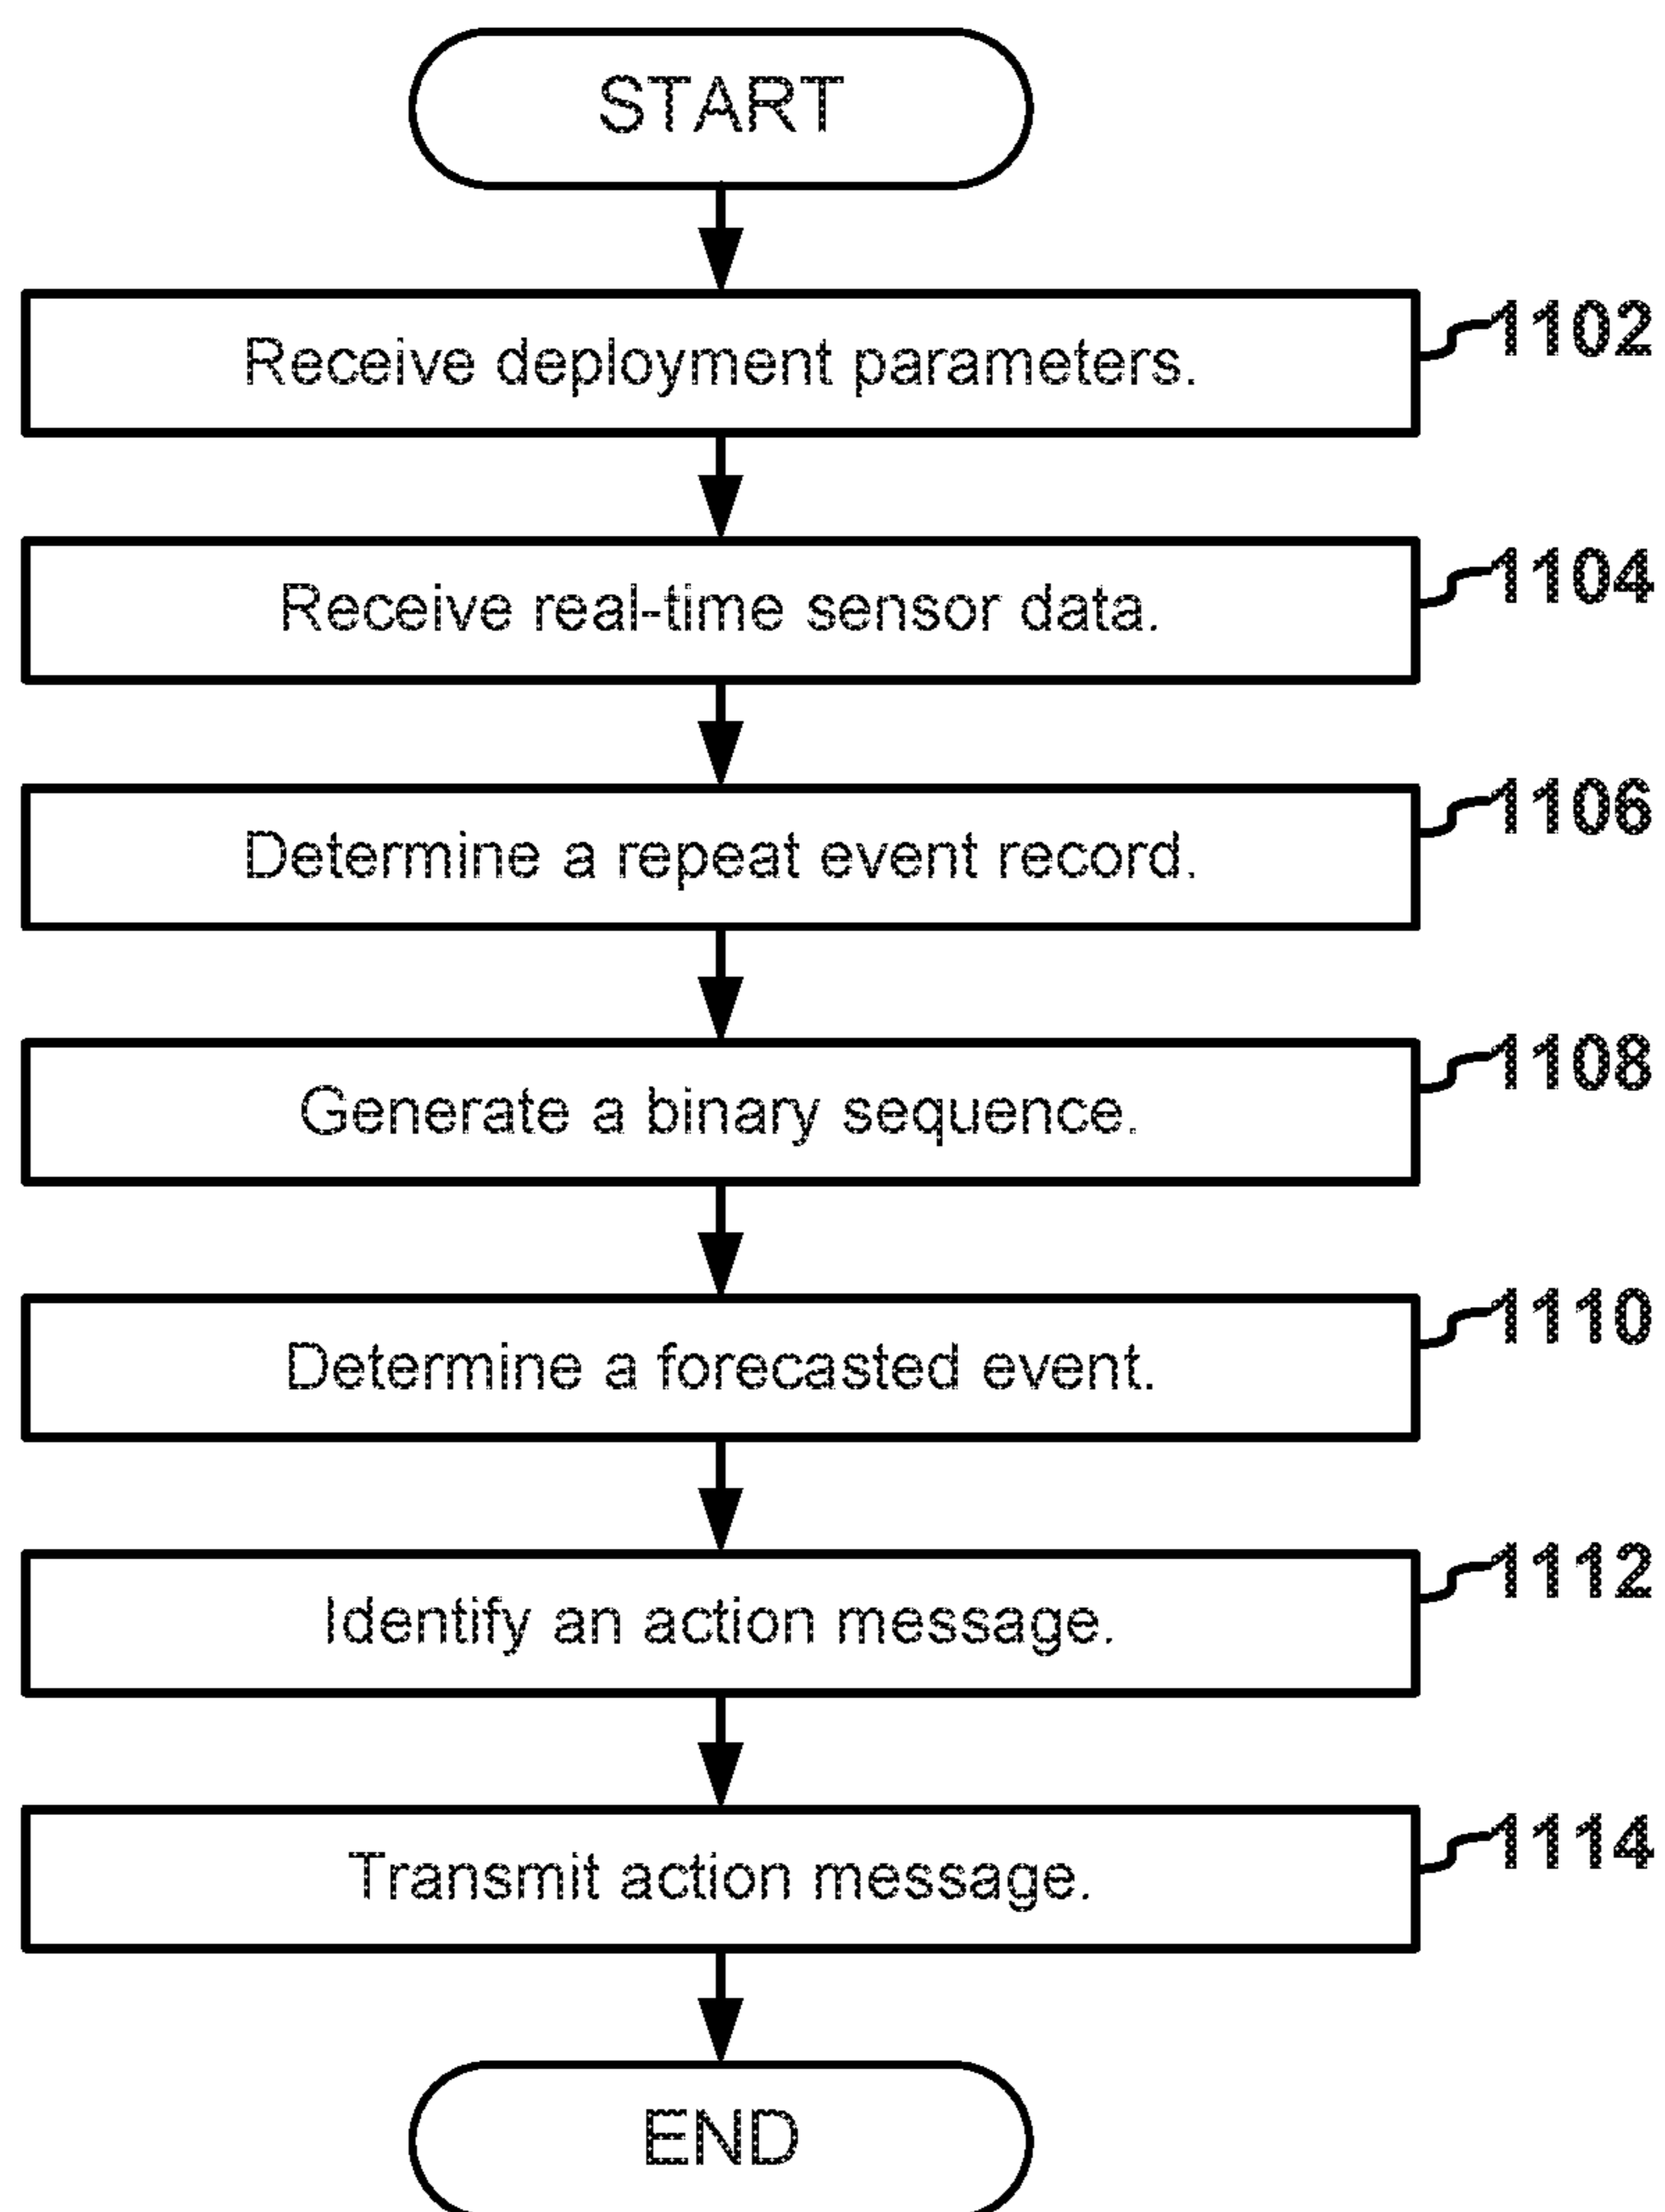 START
Receive deployment parameters.
1102
Receive real-time sensor data.
1104
Determine a repeat event record.
1106
Generate a binary sequence.
1108
Determine a forecasted event.
1110
Identify an action message.
1112
Transmit action message.
1114
END